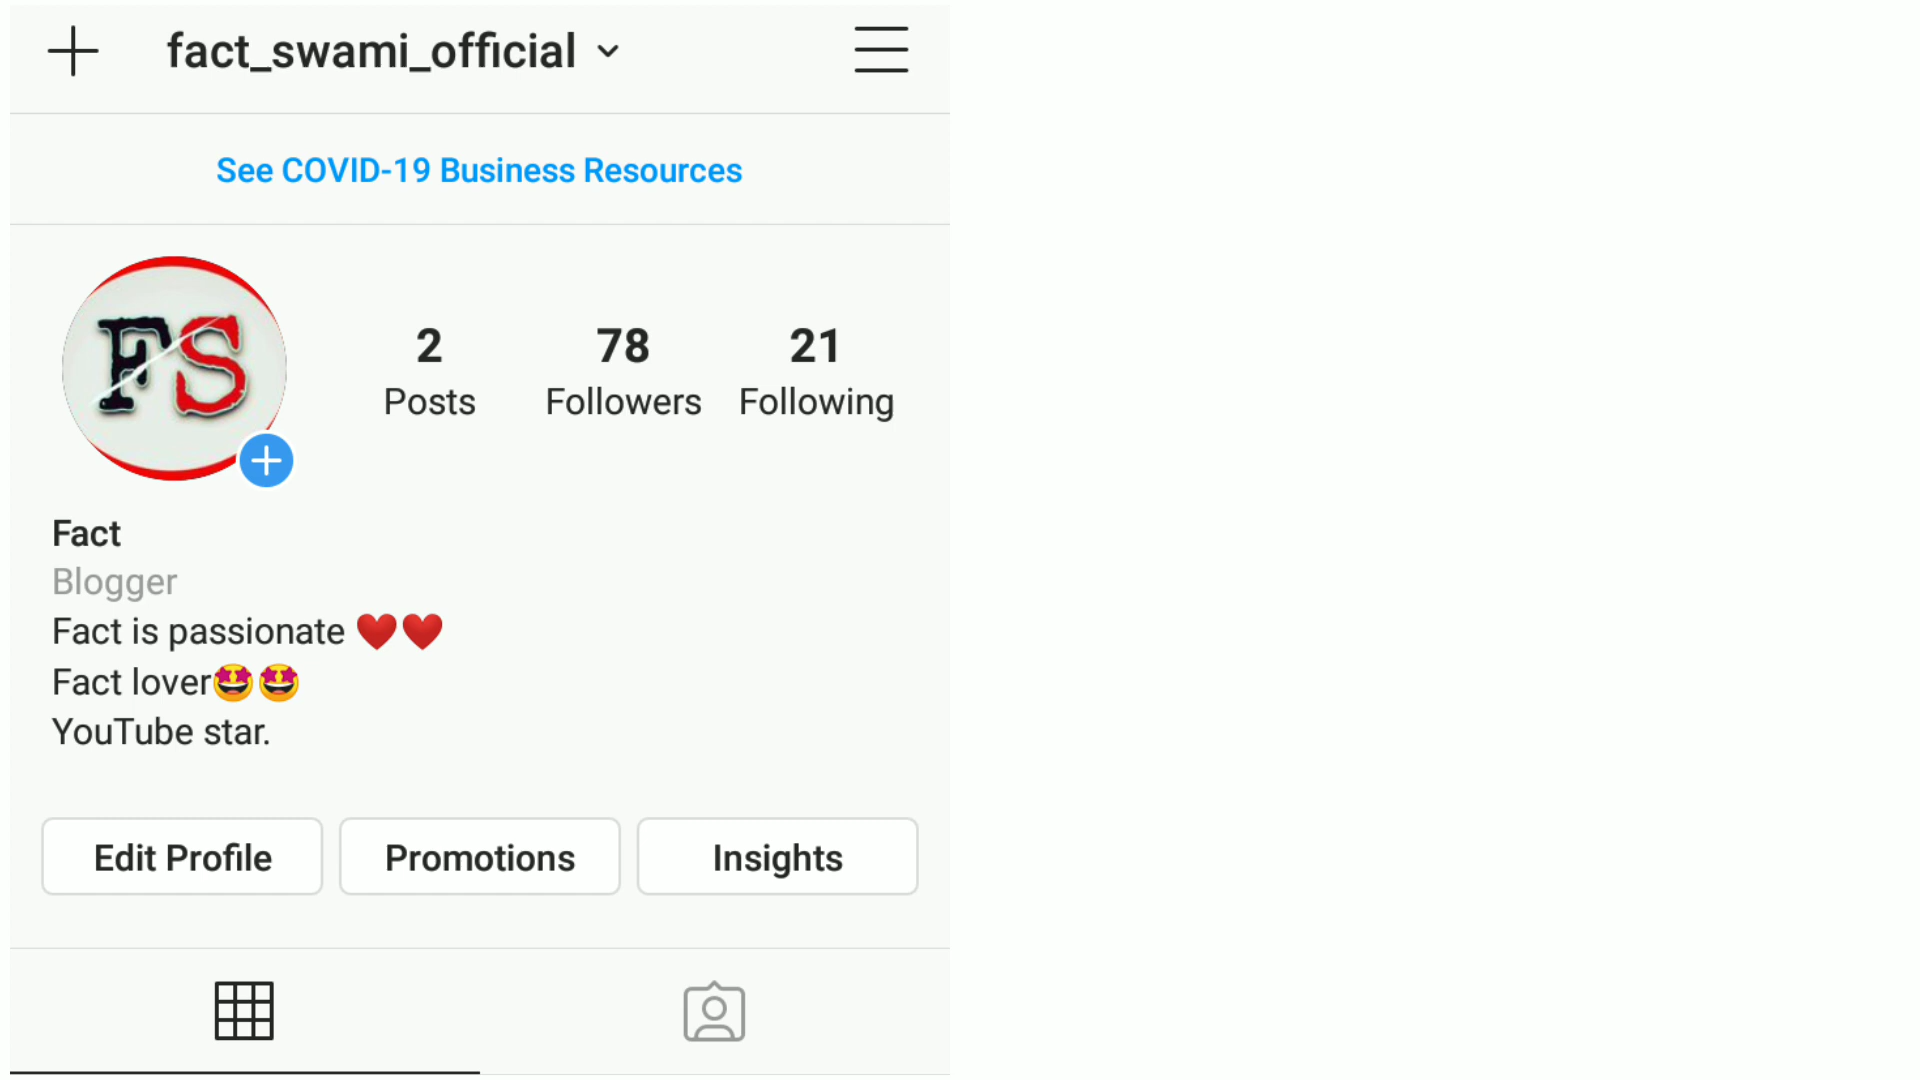 fact_swami_official
See COVID-19 Business Resources
FS
2 78 21
Posts Followers Following
Fact
Blogger
Fact is passionate ❤️❤️
Fact lover🤩🤩
YouTube star.
Edit Profile Promotions Insights